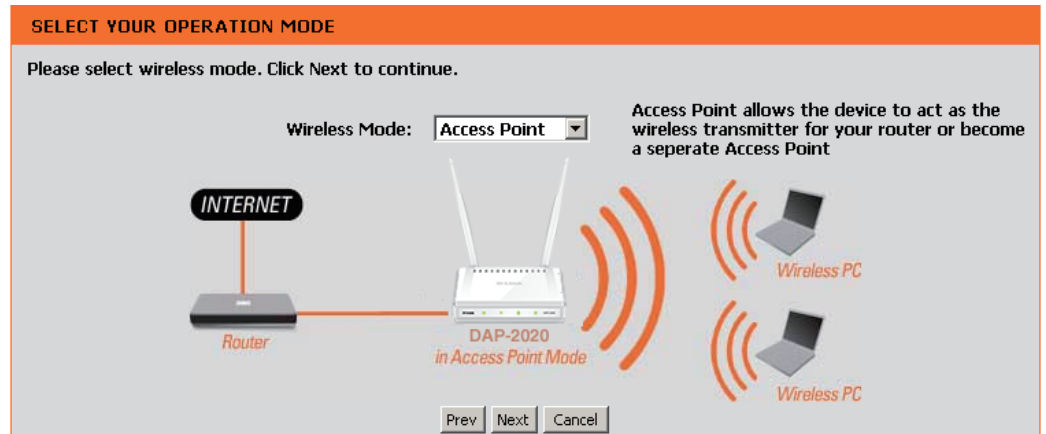 SELECT YOUR OPERATION MODE
Please select wireless mode. Click Next to continue.
Wireless Mode:
Access Point
Access Point allows the device to act as the
wireless transmitter for your router or become
a seperate Access Point
INTERNET
Router
DAP-2020
in Access Point Mode
Wireless PC
Wireless PC
Prev
Next
Cancel